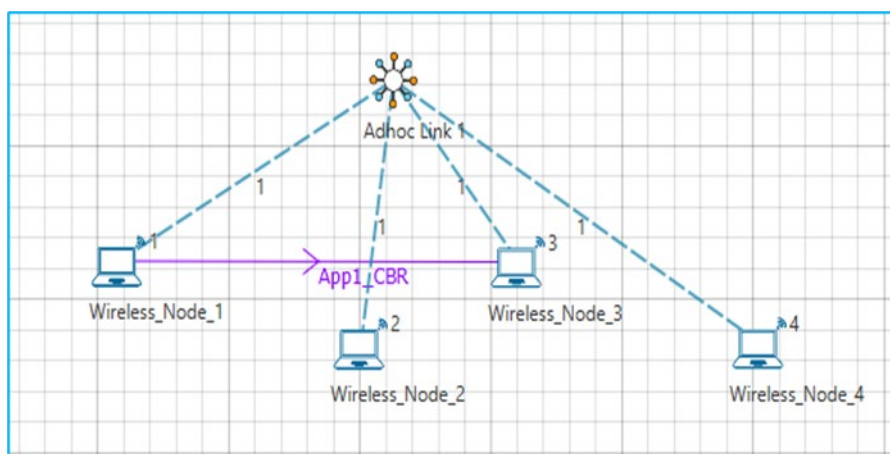 Adhoc Link 1
1
1
1
1
1
3
App1_CBR
Wireless_Node_1
Wireless_Node_3
2
4
Wireless_Node_2
Wireless_Node_4